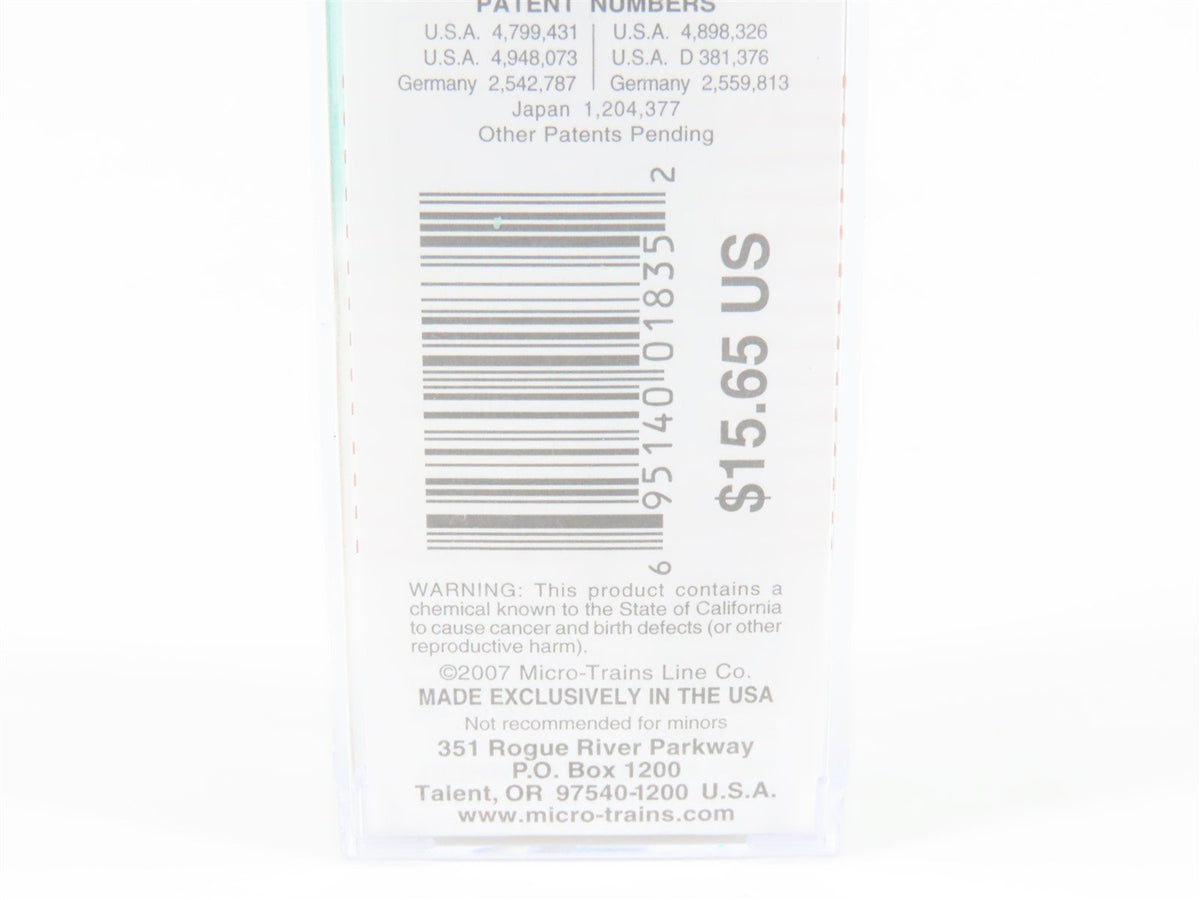 PATENT NUMBERS
U.S.A. 4,799,431 U.S.A. 4,898,326
U.S.A. 4,948,073 U.S.A. D 381,376
Germany 2,542,787 Germany 2,559,813
Japan 1,204,377
Other Patents Pending
6 95140 01835 2
$15.65 US
WARNING: This product contains a
chemical known to the State of California
to cause cancer and birth defects (or other
reproductive harm).
©2007 Micro-Trains Line Co.
MADE EXCLUSIVELY IN THE USA
Not recommended for minors
351 Rogue River Parkway
P.O. Box 1200
Talent, OR 97540-1200 U.S.A.
www.micro-trains.com